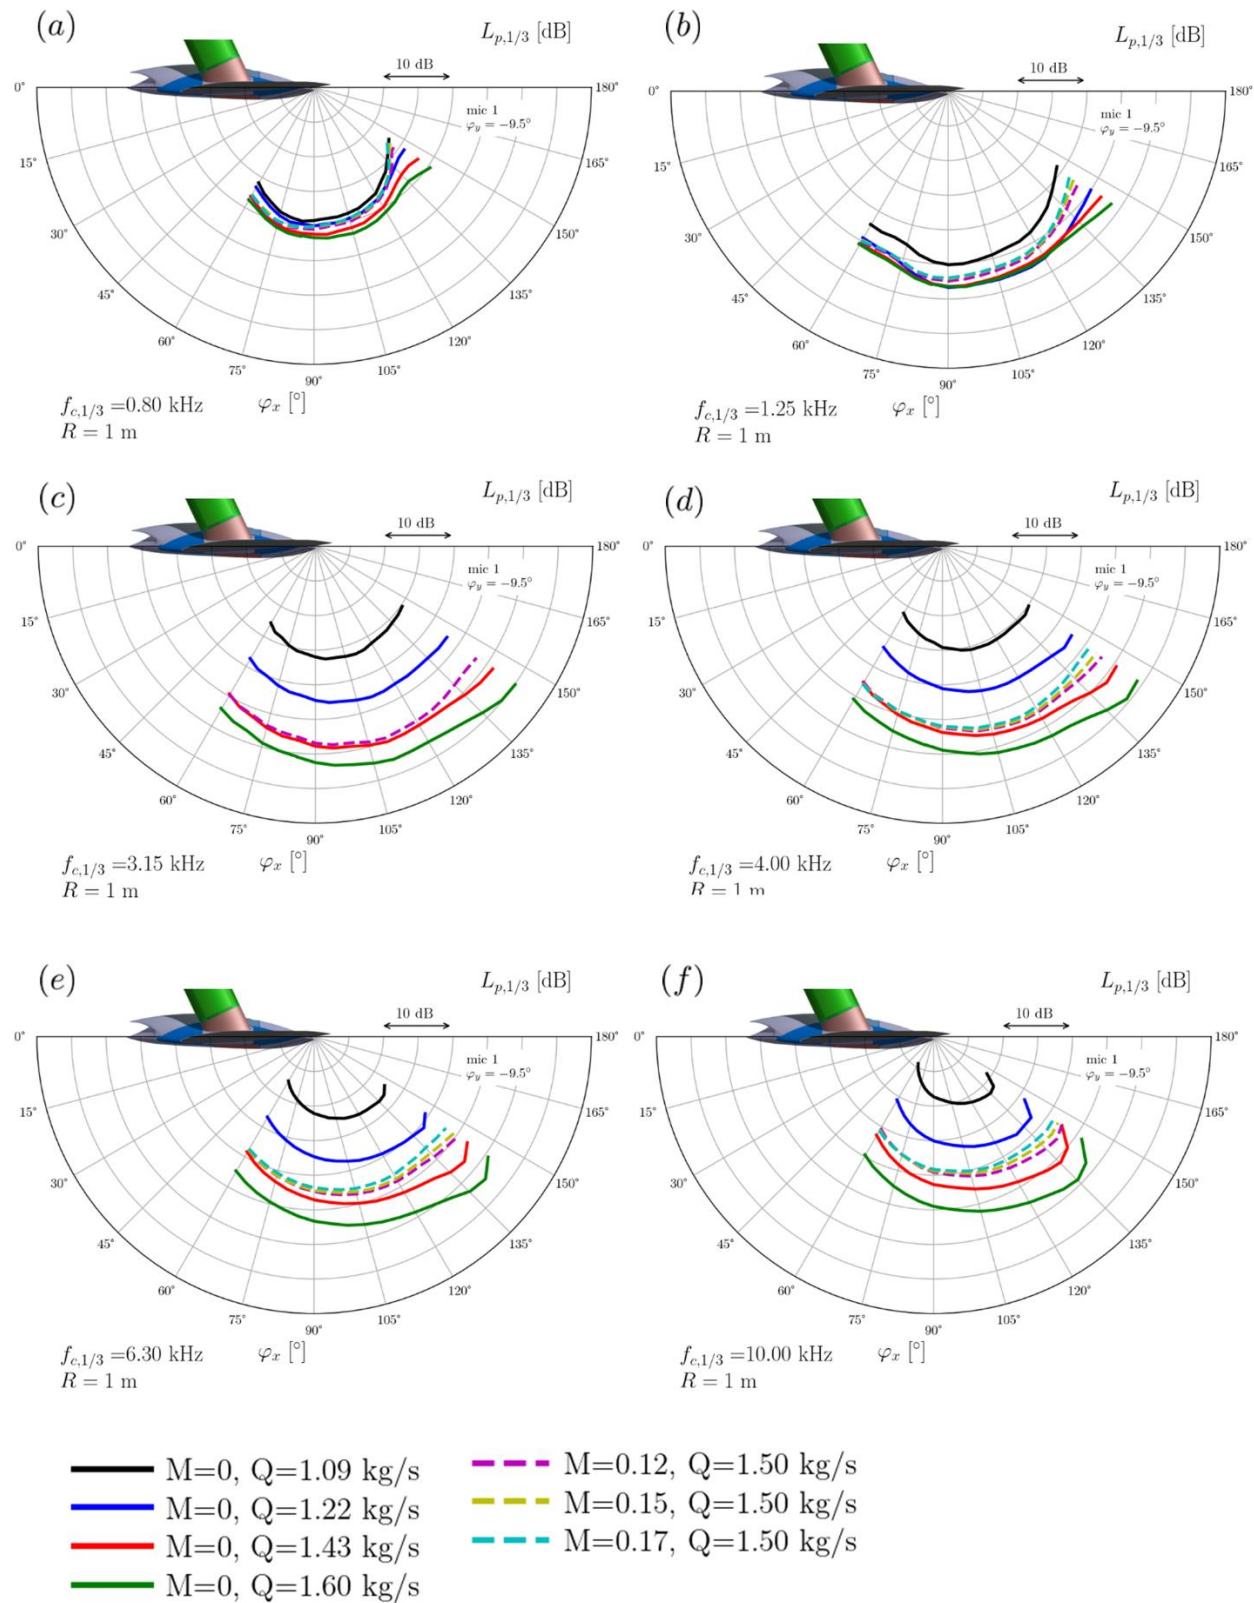 (a)
L_{p,1/3} [dB]
10 dB
0°
180°
mic 1
φ_y = −9.5°
15°
165°
30°
150°
45°
135°
60°
120°
75°
105°
90°
f_{c,1/3} =0.80 kHz
φ_x [°]
R = 1 m
(b)
L_{p,1/3} [dB]
10 dB
0°
180°
mic 1
φ_y = −9.5°
15°
165°
30°
150°
45°
135°
60°
120°
75°
105°
90°
f_{c,1/3} =1.25 kHz
φ_x [°]
R = 1 m
(c)
L_{p,1/3} [dB]
10 dB
0°
180°
mic 1
φ_y = −9.5°
15°
165°
30°
150°
45°
135°
60°
120°
75°
105°
90°
f_{c,1/3} =3.15 kHz
φ_x [°]
R = 1 m
(d)
L_{p,1/3} [dB]
10 dB
0°
180°
mic 1
φ_y = −9.5°
15°
165°
30°
150°
45°
135°
60°
120°
75°
105°
90°
f_{c,1/3} =4.00 kHz
φ_x [°]
R = 1 m
(e)
L_{p,1/3} [dB]
10 dB
0°
180°
mic 1
φ_y = −9.5°
15°
165°
30°
150°
45°
135°
60°
120°
75°
105°
90°
f_{c,1/3} =6.30 kHz
φ_x [°]
R = 1 m
(f)
L_{p,1/3} [dB]
10 dB
0°
180°
mic 1
φ_y = −9.5°
15°
165°
30°
150°
45°
135°
60°
120°
75°
105°
90°
f_{c,1/3} =10.00 kHz
φ_x [°]
R = 1 m
M=0, Q=1.09 kg/s
M=0, Q=1.22 kg/s
M=0, Q=1.43 kg/s
M=0, Q=1.60 kg/s
M=0.12, Q=1.50 kg/s
M=0.15, Q=1.50 kg/s
M=0.17, Q=1.50 kg/s